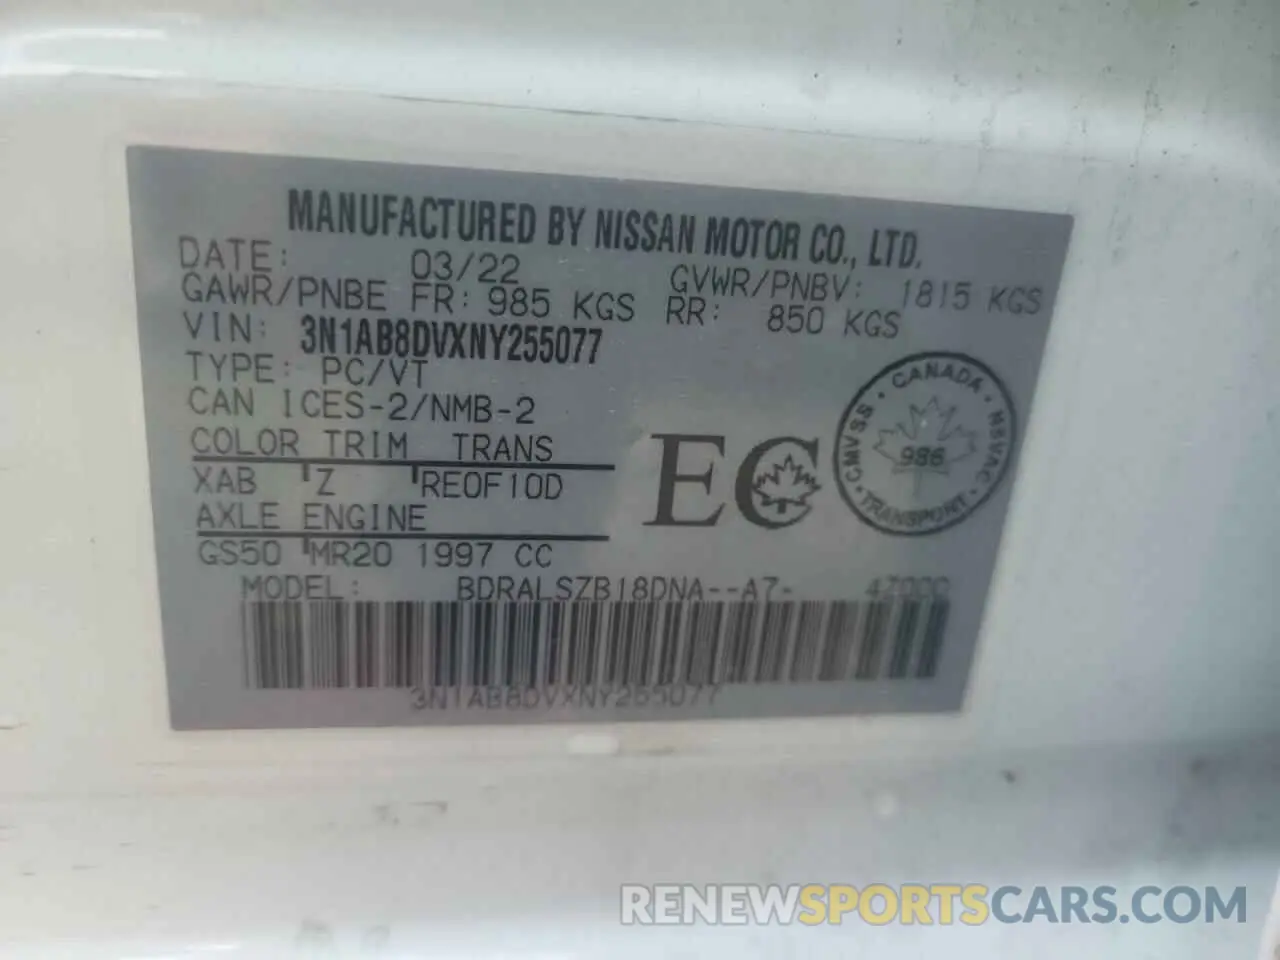 MANUFACTURED BY NISSAN MOTOR CO., LTD.
DATE: 03/22 GVWR/PNBV: 1815 KGS
GAWR/PNBE FR: 985 KGS RR: 850 KGS
VIN: 3N1AB8DVXNY255077
TYPE: PC/VT
CAN ICES-2/NMB-2
COLOR TRIM TRANS
XAB Z RE0F10D
AXLE ENGINE
GS50 MR20 1997 CC
EC
CANADA
CMVSS NSVAC
986
TRANSPORT
MODEL: BDRALSZB18DNA--A7-
3N1AB8DVXNY255077
RENEWSPORTSCARS.COM